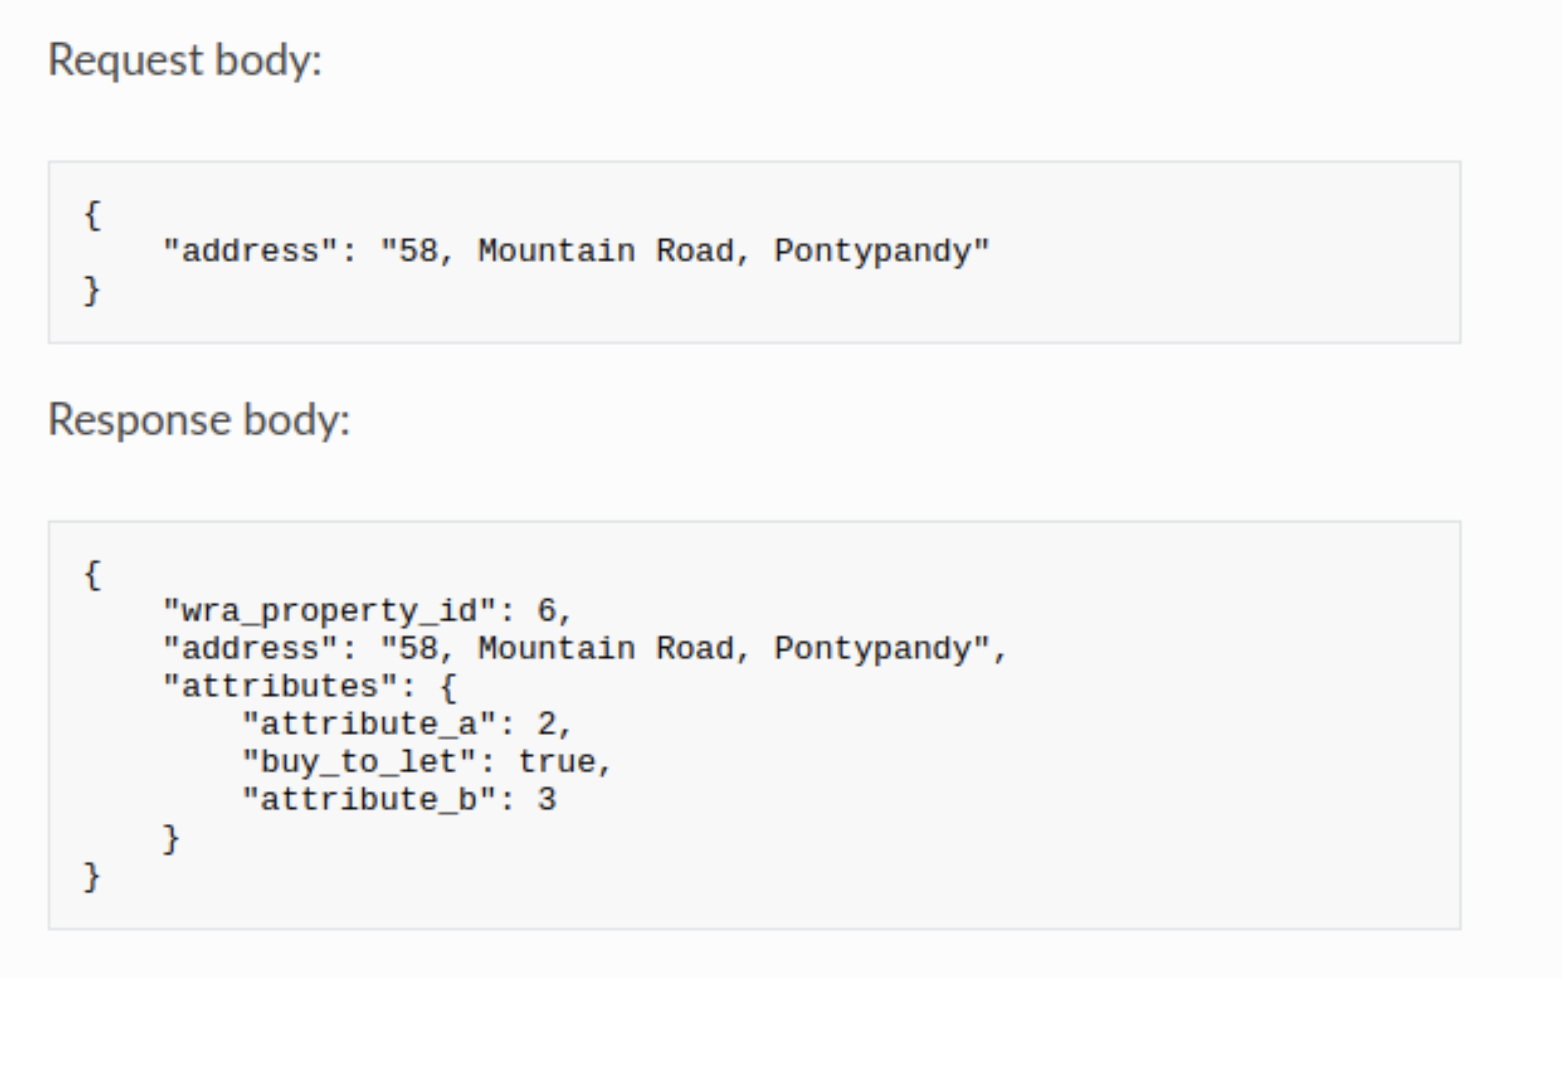 Request body:
{
    "address": "58, Mountain Road, Pontypandy"
}
Response body:
{
    "wra_property_id": 6,
    "address": "58, Mountain Road, Pontypandy",
    "attributes": {
        "attribute_a": 2,
        "buy_to_let": true,
        "attribute_b": 3
    }
}